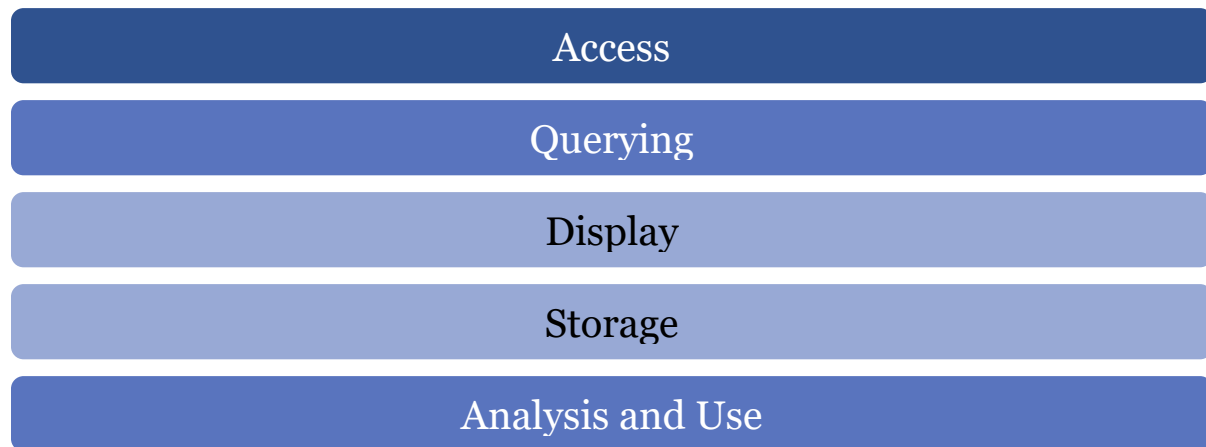 Access
Querying
Display
Storage
Analysis and Use